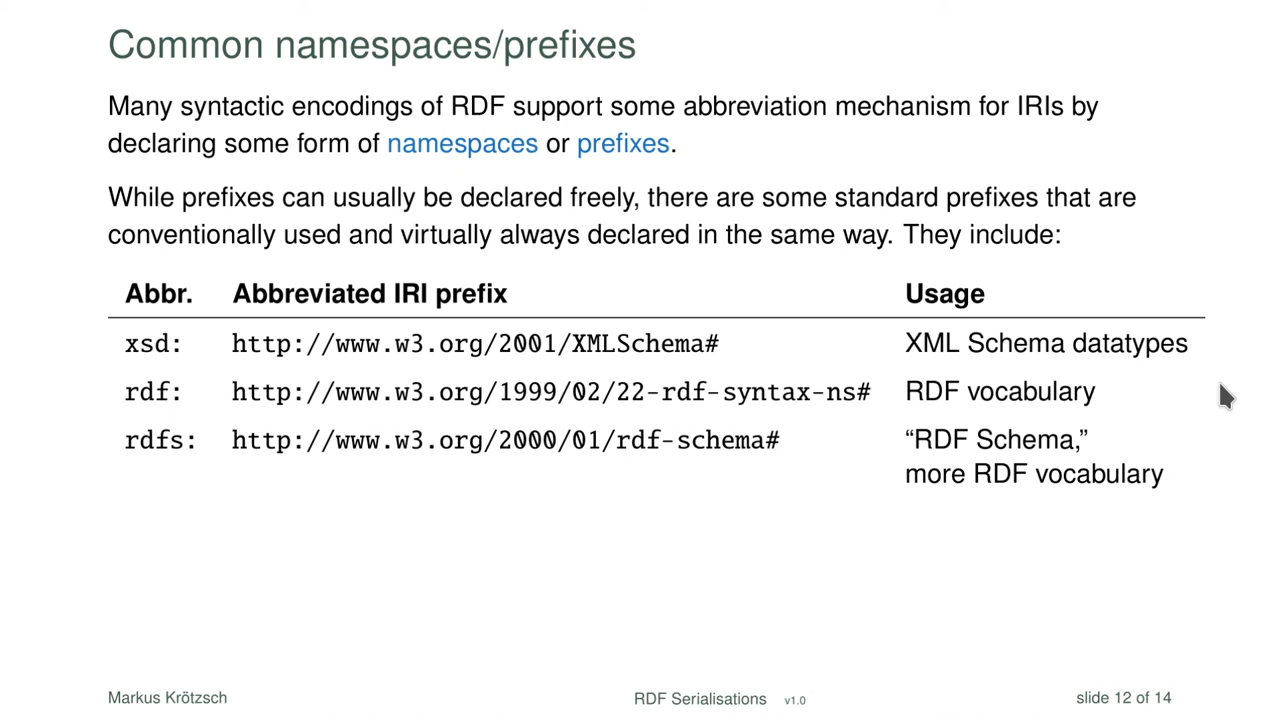 Common namespaces/prefixes
Many syntactic encodings of RDF support some abbreviation mechanism for IRIs by
declaring some form of namespaces or prefixes.
While prefixes can usually be declared freely, there are some standard prefixes that are
conventionally used and virtually always declared in the same way. They include:
Abbr. Abbreviated IRI prefix Usage
xsd: http://www.w3.org/2001/XMLSchema# XML Schema datatypes
rdf: http://www.w3.org/1999/02/22-rdf-syntax-ns# RDF vocabulary
rdfs: http://www.w3.org/2000/01/rdf-schema# “RDF Schema,”
more RDF vocabulary
Markus Krötzsch RDF Serialisations v1.0 slide 12 of 14